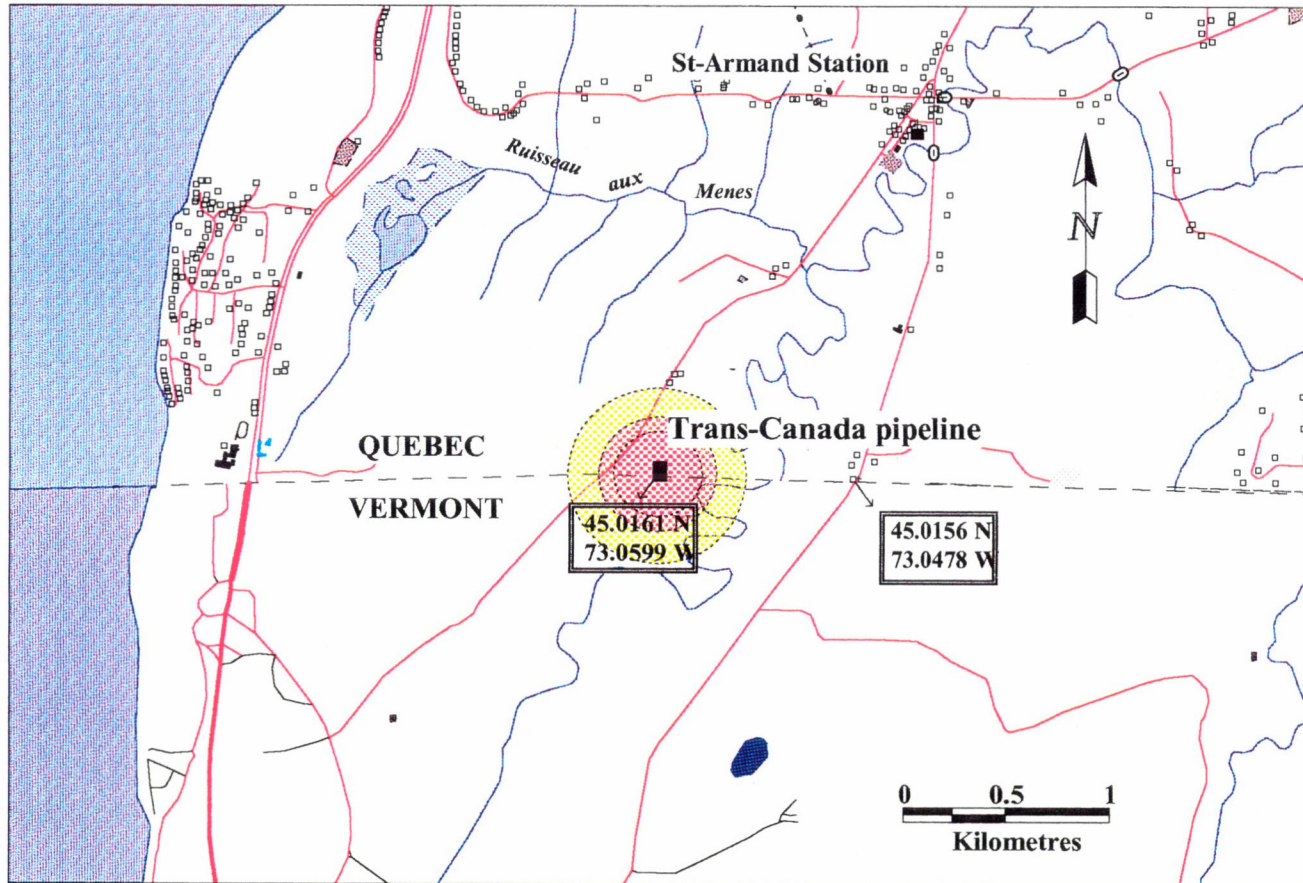 St-Armand Station
Ruisseau
aux
Menes
N
Trans-Canada pipeline
QUEBEC
VERMONT
45.0161 N
73.0599 W
45.0156 N
73.0478 W
0 0.5 1
Kilometres